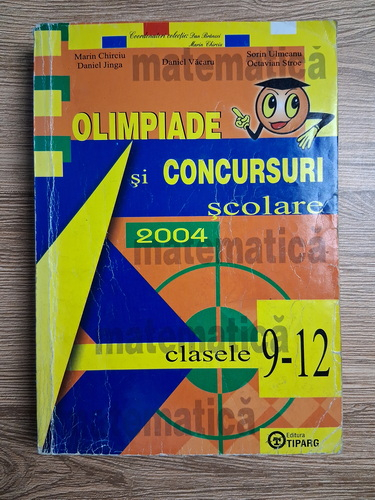 Coordonatori colecție: Dan Brânzei
Marin Chirciu
Marin Chirciu
Daniel Jinga
Daniel Văcaru
Sorin Ulmeanu
Octavian Stroe
matematică
matematică
OLIMPIADE
și CONCURSURI
școlare
2004
matematică
matematică
clasele 9-12
matematică
Editura
TIPARG